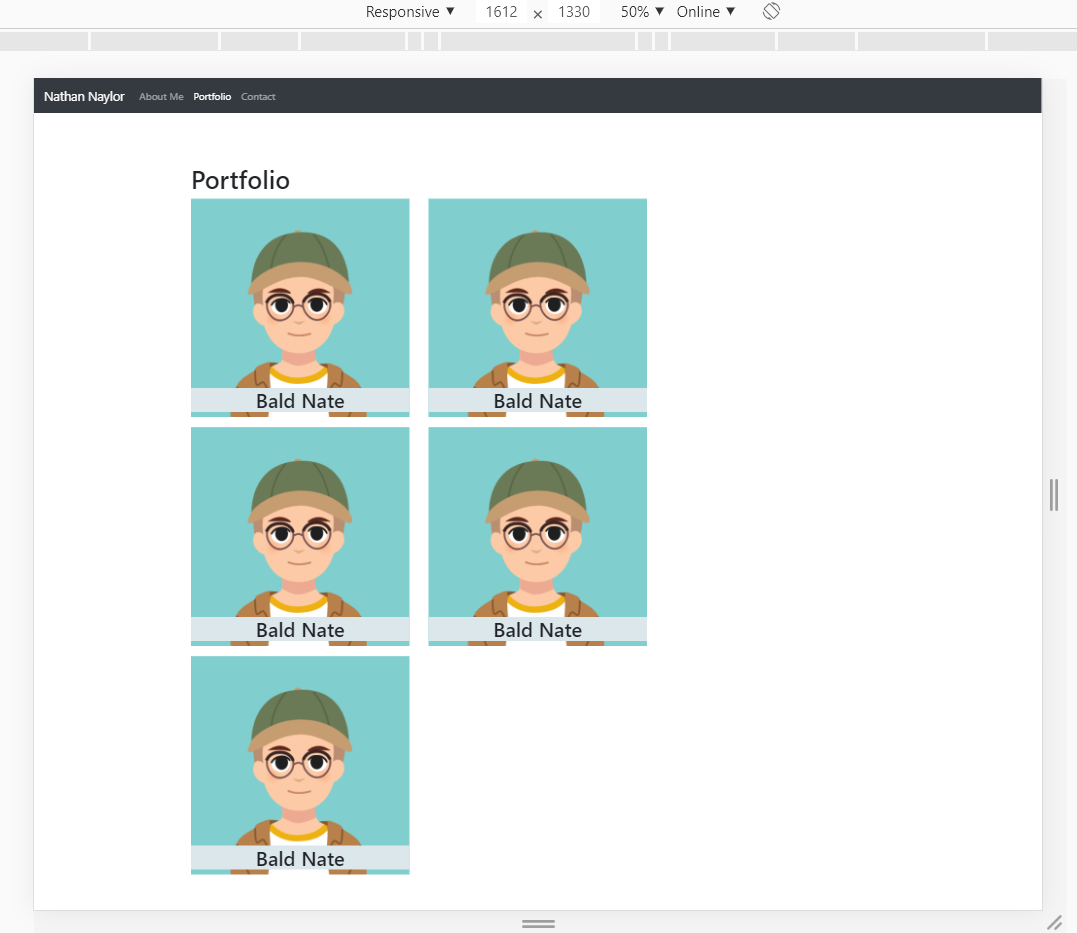 Responsive ▼ 1612 × 1330 50% ▼ Online ▼
Nathan Naylor About Me Portfolio Contact
Portfolio
Bald Nate Bald Nate
Bald Nate Bald Nate
Bald Nate